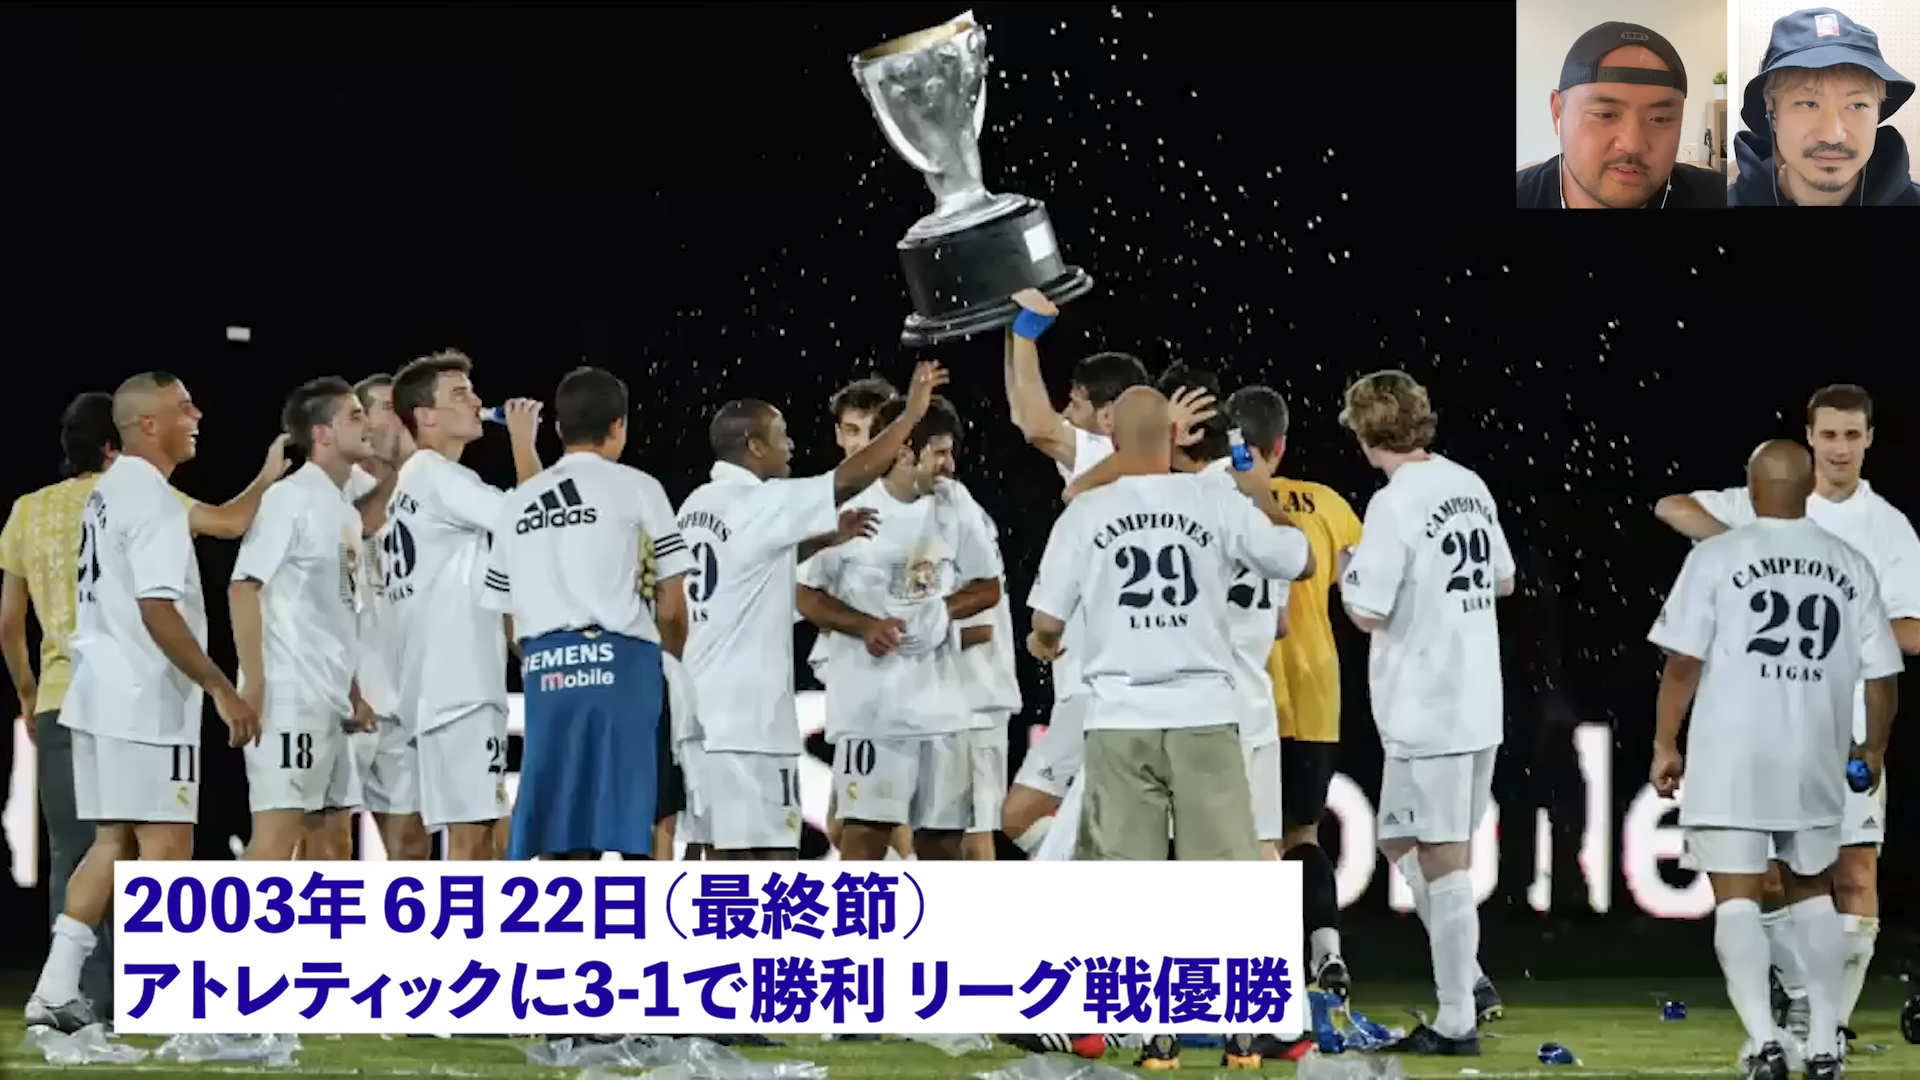 adidas
CAMPEONES
29
LIGAS
CAMPEONES
29
LIGAS
CAMPEONES
29
LIGAS
SIEMENS
mobile
11
18
10
2003年 6月22日（最終節）
アトレティックに3-1で勝利 リーグ戦優勝